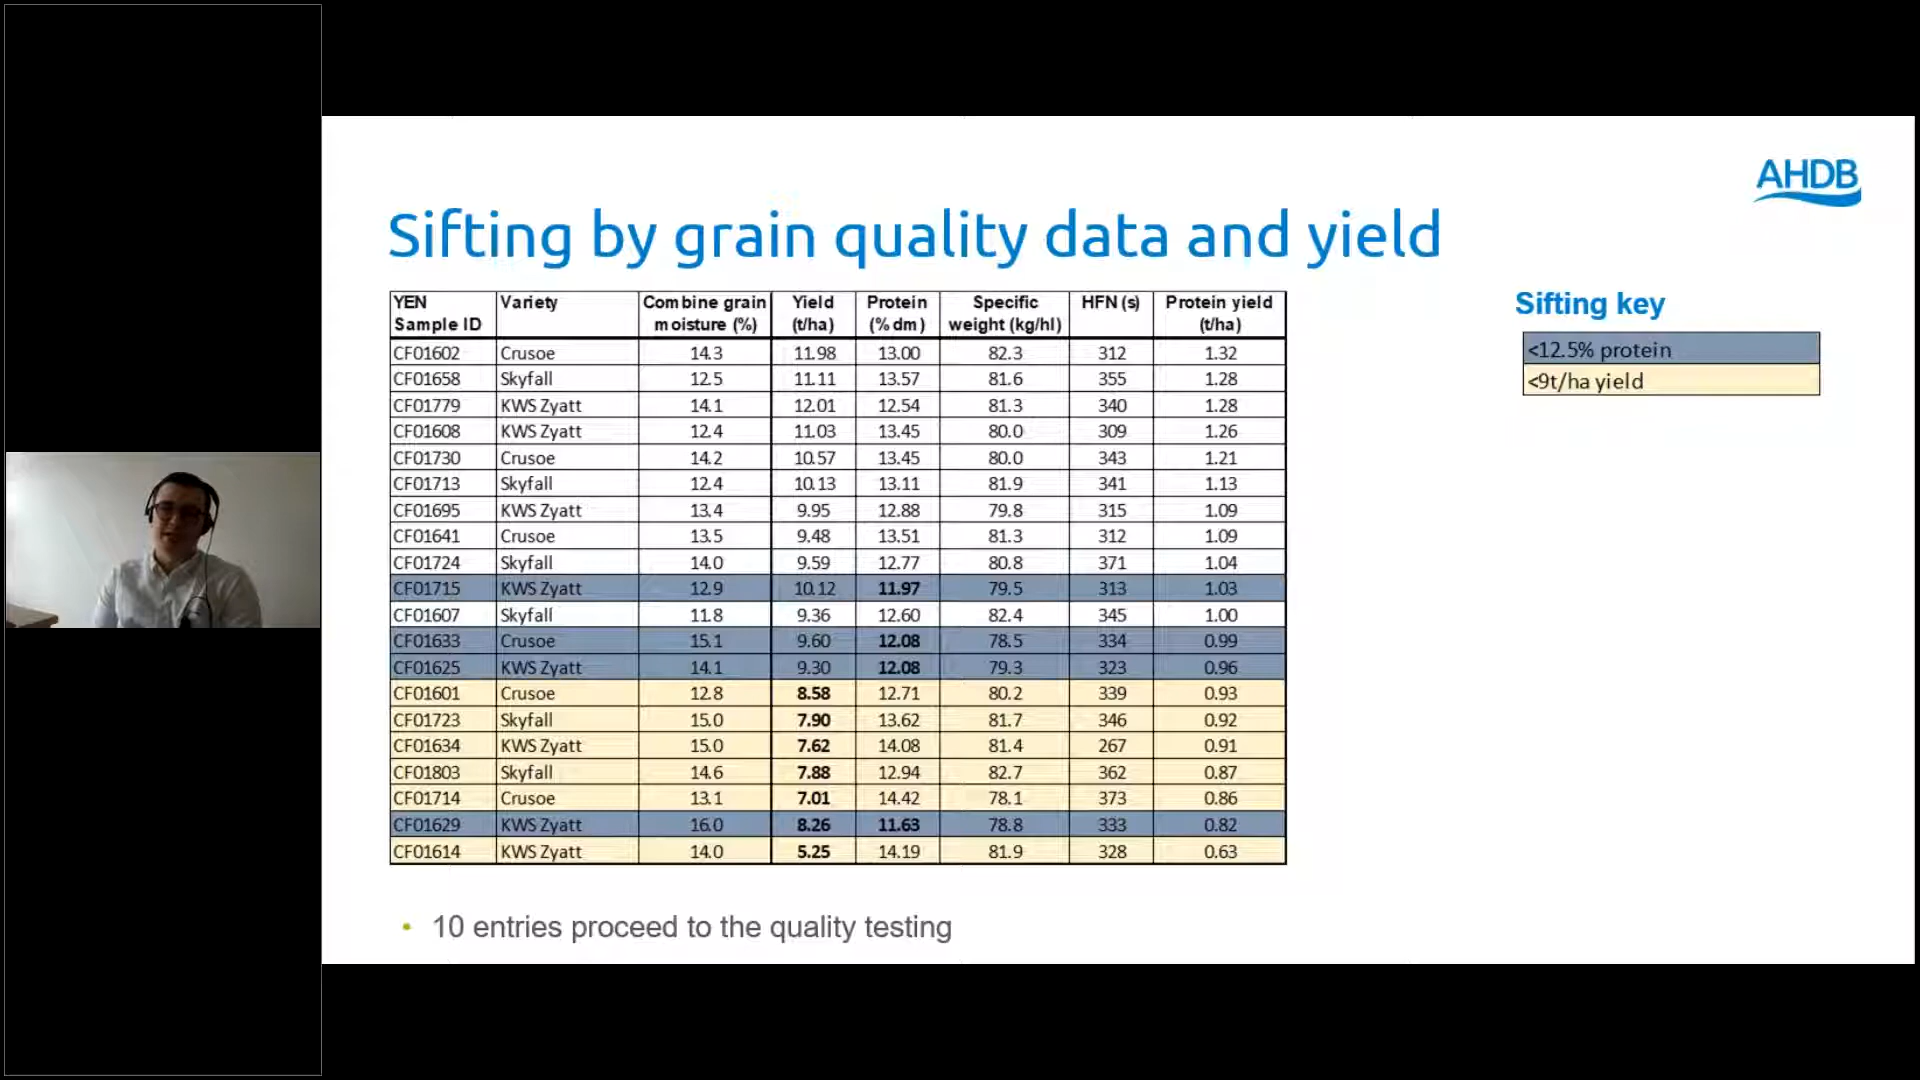 AHDB
Sifting by grain quality data and yield
YEN Sample ID Variety Combine grain moisture (%) Yield (t/ha) Protein (% dm) Specific weight (kg/hl) HFN (s) Protein yield (t/ha)
CF01602 Crusoe 14.3 11.98 13.00 82.3 312 1.32
CF01658 Skyfall 12.5 11.11 13.57 81.6 355 1.28
CF01779 KWS Zyatt 14.1 12.01 12.54 81.3 340 1.28
CF01608 KWS Zyatt 12.4 11.03 13.45 80.0 309 1.26
CF01730 Crusoe 14.2 10.57 13.45 80.0 343 1.21
CF01713 Skyfall 12.4 10.13 13.11 81.9 341 1.13
CF01695 KWS Zyatt 13.4 9.95 12.88 79.8 315 1.09
CF01641 Crusoe 13.5 9.48 13.51 81.3 312 1.09
CF01724 Skyfall 14.0 9.59 12.77 80.8 371 1.04
CF01715 KWS Zyatt 12.9 10.12 11.97 79.5 313 1.03
CF01607 Skyfall 11.8 9.36 12.60 82.4 345 1.00
CF01633 Crusoe 15.1 9.60 12.08 78.5 334 0.99
CF01625 KWS Zyatt 14.1 9.30 12.08 79.3 323 0.96
CF01601 Crusoe 12.8 8.58 12.71 80.2 339 0.93
CF01723 Skyfall 15.0 7.90 13.62 81.7 346 0.92
CF01634 KWS Zyatt 15.0 7.62 14.08 81.4 267 0.91
CF01803 Skyfall 14.6 7.88 12.94 82.7 362 0.87
CF01714 Crusoe 13.1 7.01 14.42 78.1 373 0.86
CF01629 KWS Zyatt 16.0 8.26 11.63 78.8 333 0.82
CF01614 KWS Zyatt 14.0 5.25 14.19 81.9 328 0.63
Sifting key
<12.5% protein
<9t/ha yield
• 10 entries proceed to the quality testing